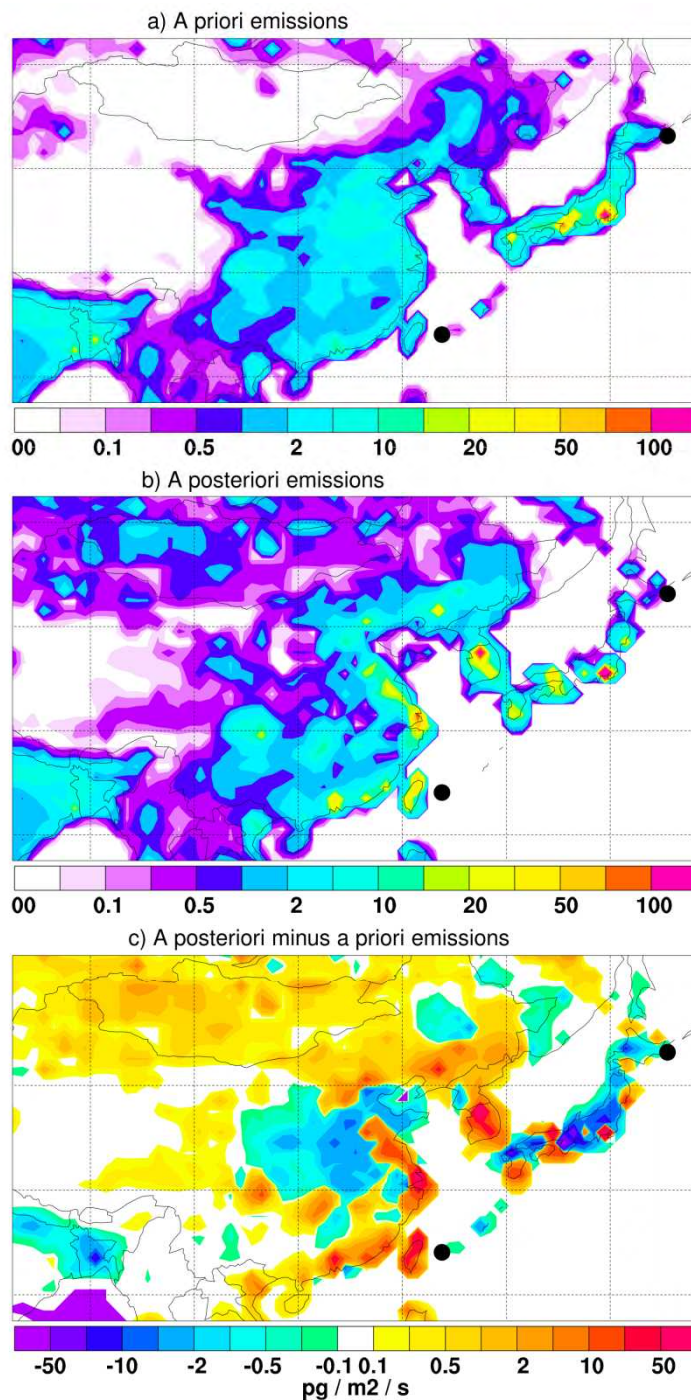 a) A priori emissions
00 0.1 0.5 2 10 20 50 100
b) A posteriori emissions
00 0.1 0.5 2 10 20 50 100
c) A posteriori minus a priori emissions
-50 -10 -2 -0.5 -0.1 0.1 0.5 2 10 50
pg / m2 / s